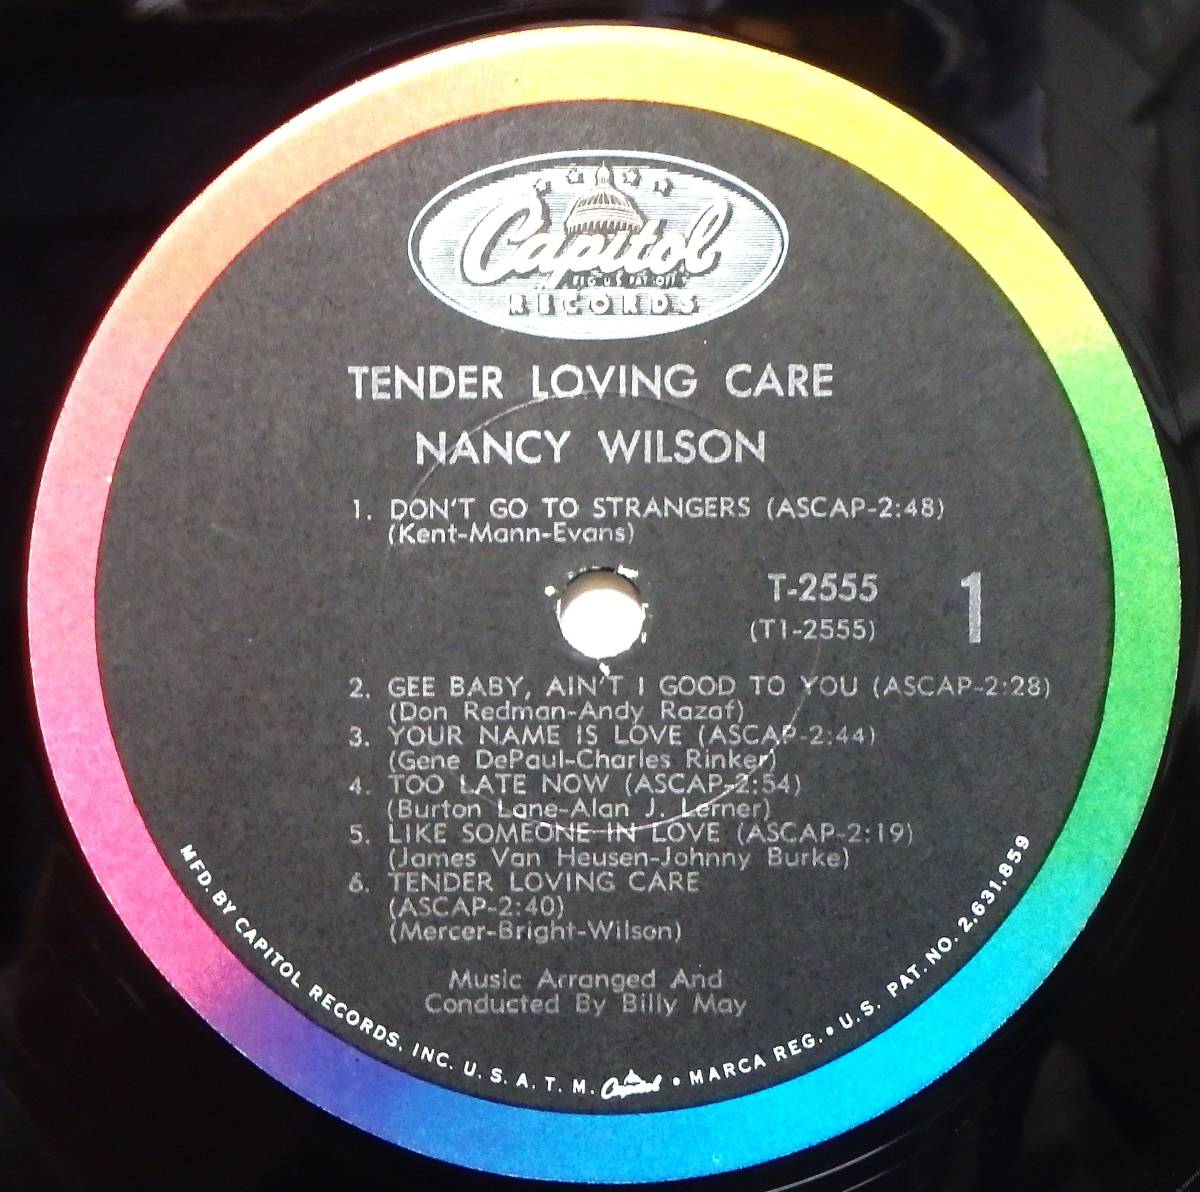 Capitol
REG. U.S. PAT. OFF.
RECORDS
TENDER LOVING CARE
NANCY WILSON
1. DON'T GO TO STRANGERS (ASCAP-2:48)
(Kent-Mann-Evans)
T-2555
(T1-2555)
1
2. GEE BABY, AIN'T I GOOD TO YOU (ASCAP-2:28)
(Don Redman-Andy Razaf)
3. YOUR NAME IS LOVE (ASCAP-2:44)
(Gene DePaul-Charles Rinker)
4. TOO LATE NOW (ASCAP-2:54)
(Burton Lane-Alan J. Lerner)
5. LIKE SOMEONE IN LOVE (ASCAP-2:19)
(James Van Heusen-Johnny Burke)
6. TENDER LOVING CARE
(ASCAP-2:40)
(Mercer-Bright-Wilson)
Music Arranged And
Conducted By Billy May
MFD. BY CAPITOL RECORDS, INC. U. S. A. T. M. Capitol • MARCA REG. • U.S. PAT. NO. 2,631,859